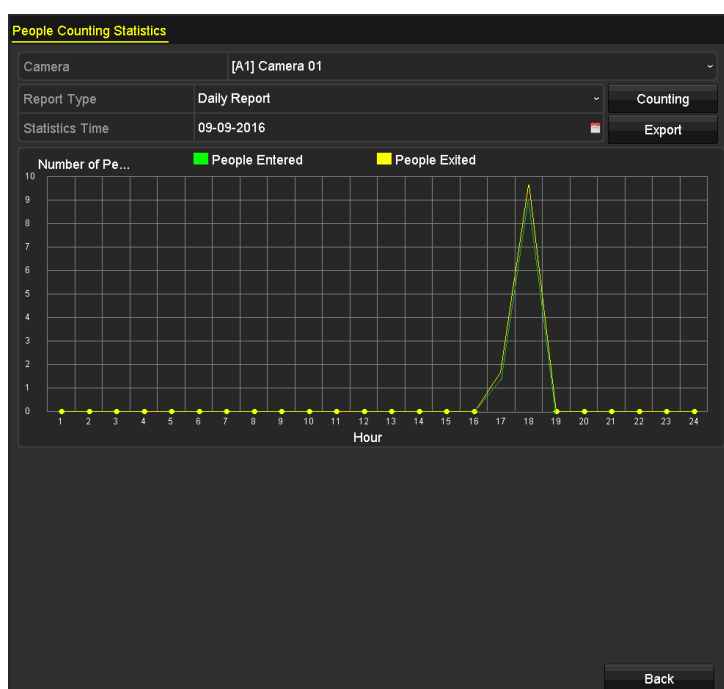 People Counting Statistics
Camera [A1] Camera 01
Report Type Daily Report Counting
Statistics Time 09-09-2016 Export
Number of Pe... People Entered People Exited
10
9
8
7
6
5
4
3
2
1
0
1 2 3 4 5 6 7 8 9 10 11 12 13 14 15 16 17 18 19 20 21 22 23 24
Hour
Back